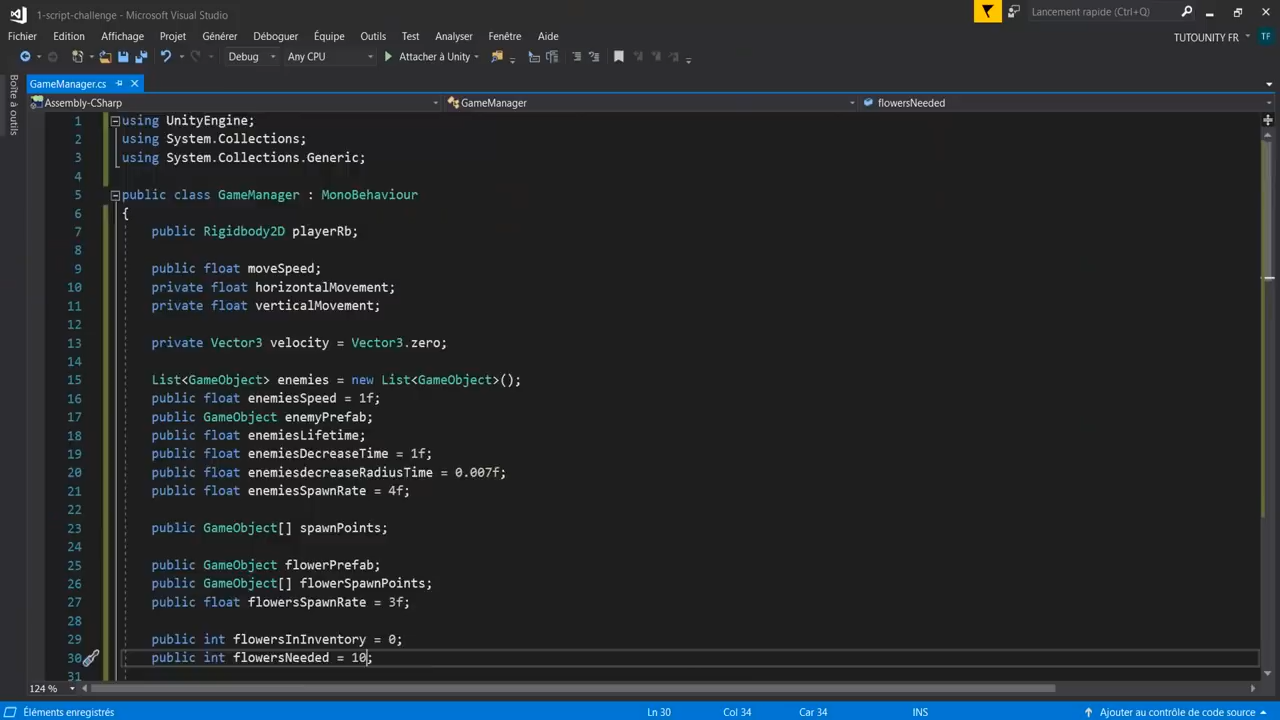 1-script-challenge - Microsoft Visual Studio
Lancement rapide (Ctrl+Q)
Fichier Edition Affichage Projet Générer Déboguer Équipe Outils Test Analyser Fenêtre Aide
TUTOUNITY FR TF
Debug Any CPU Attacher à Unity
Boîte à outils
GameManager.cs
Assembly-CSharp GameManager flowersNeeded
1 using UnityEngine;
2 using System.Collections;
3 using System.Collections.Generic;
4
5 public class GameManager : MonoBehaviour
6 {
7 public Rigidbody2D playerRb;
8
9 public float moveSpeed;
10 private float horizontalMovement;
11 private float verticalMovement;
12
13 private Vector3 velocity = Vector3.zero;
14
15 List<GameObject> enemies = new List<GameObject>();
16 public float enemiesSpeed = 1f;
17 public GameObject enemyPrefab;
18 public float enemiesLifetime;
19 public float enemiesDecreaseTime = 1f;
20 public float enemiesdecreaseRadiusTime = 0.007f;
21 public float enemiesSpawnRate = 4f;
22
23 public GameObject[] spawnPoints;
24
25 public GameObject flowerPrefab;
26 public GameObject[] flowerSpawnPoints;
27 public float flowersSpawnRate = 3f;
28
29 public int flowersInInventory = 0;
30 public int flowersNeeded = 10;
31
124 %
Éléments enregistrés Ln 30 Col 34 Car 34 INS Ajouter au contrôle de code source